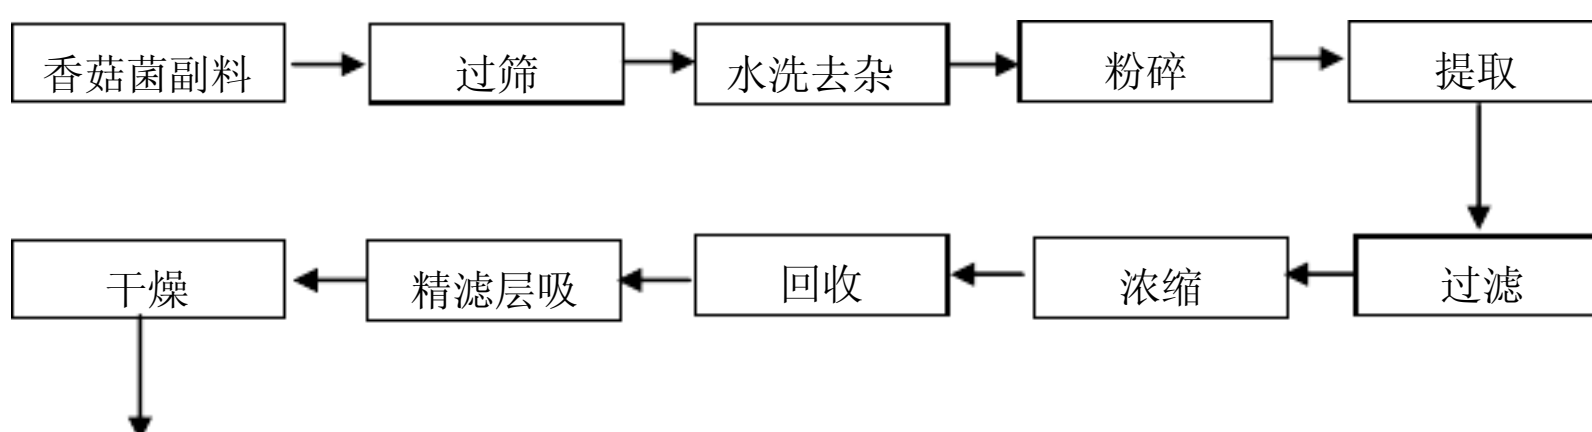 香菇菌副料
过筛
水洗去杂
粉碎
提取
过滤
浓缩
回收
精滤层吸
干燥